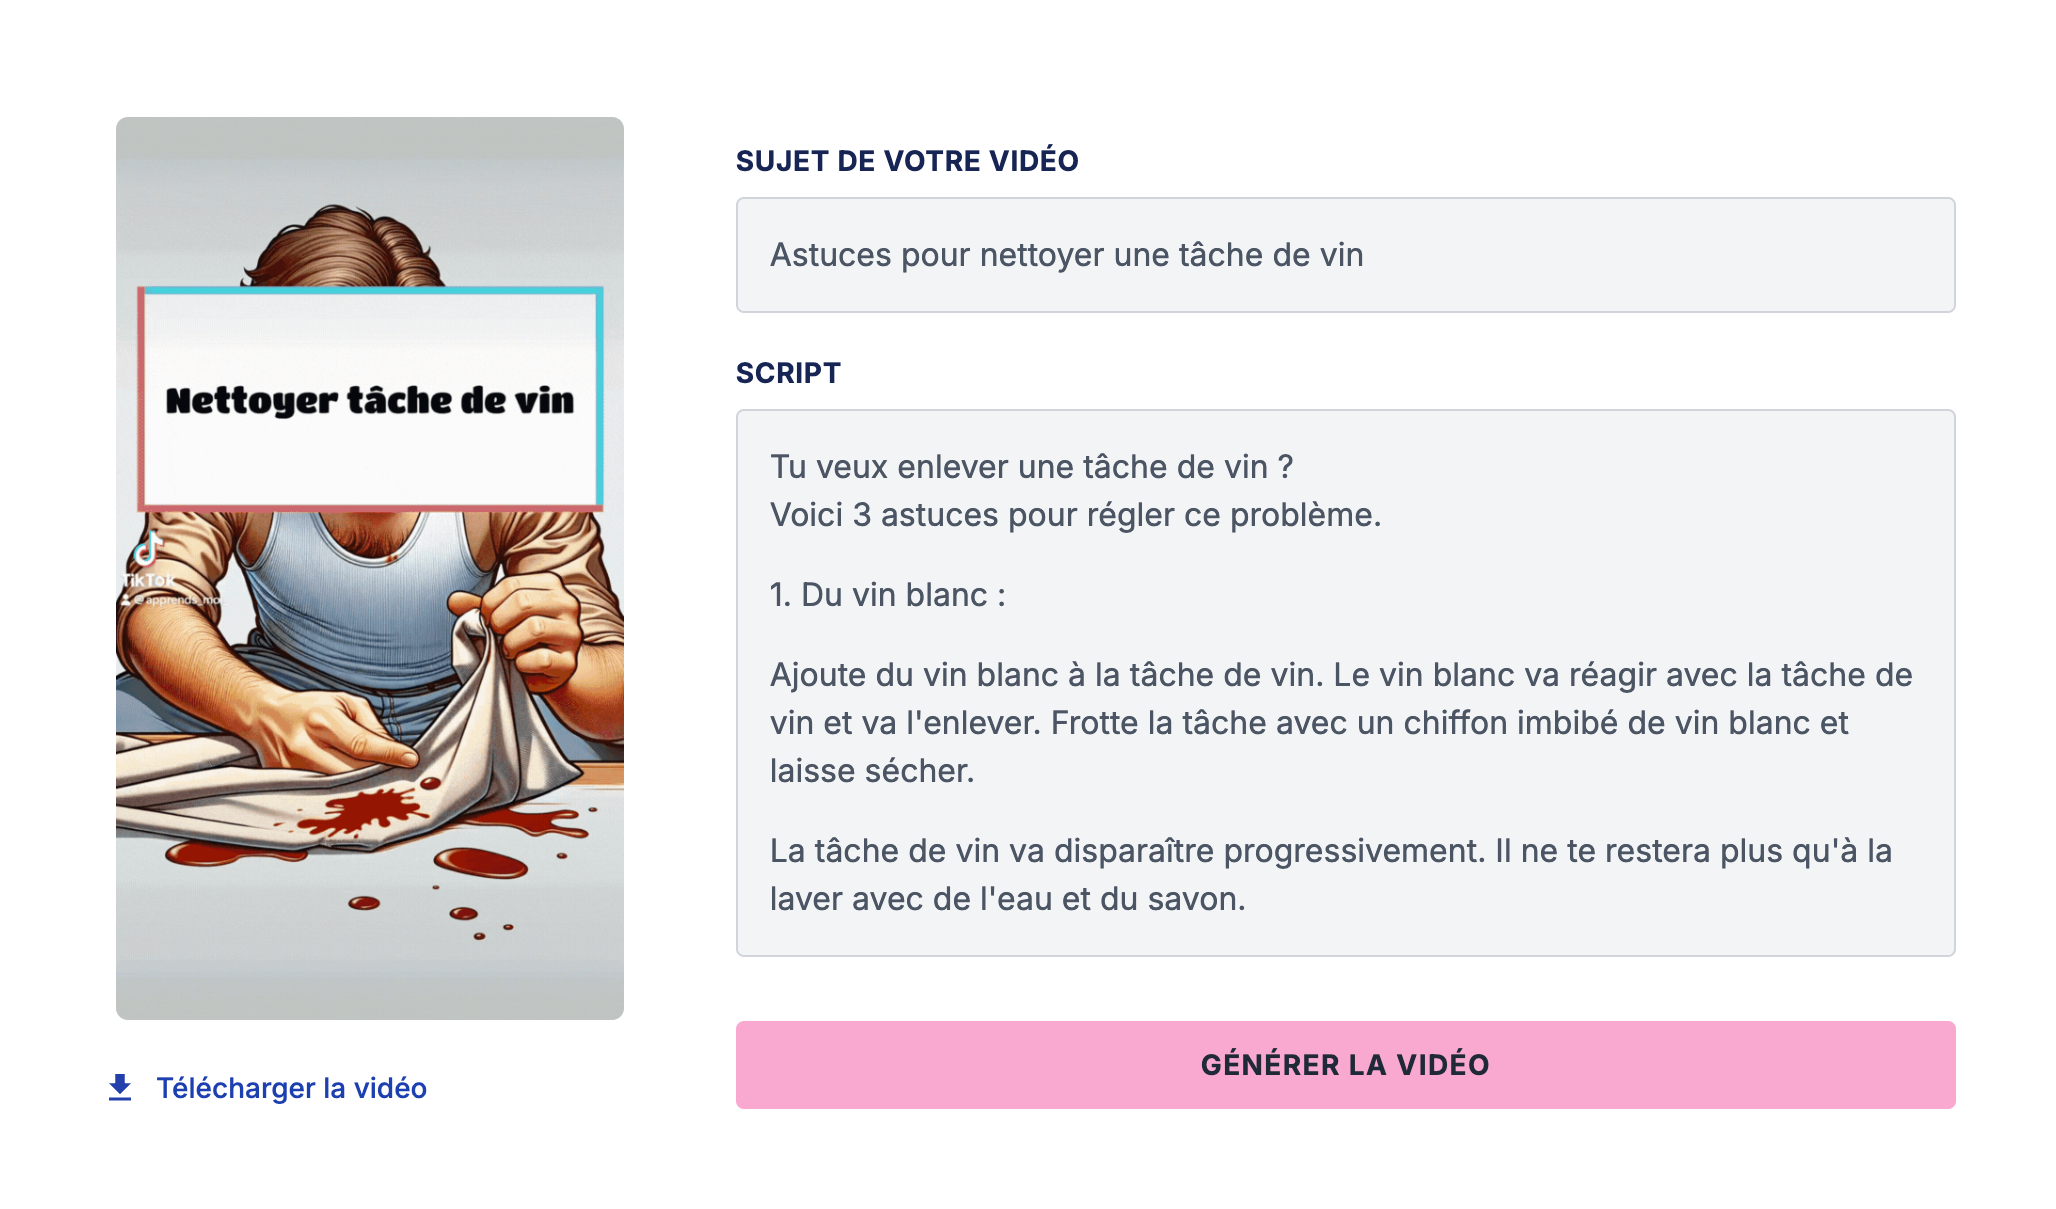 Nettoyer tâche de vin
TikTok
Télécharger la vidéo
SUJET DE VOTRE VIDÉO
Astuces pour nettoyer une tâche de vin
SCRIPT
Tu veux enlever une tâche de vin ?
Voici 3 astuces pour régler ce problème.
1. Du vin blanc :
Ajoute du vin blanc à la tâche de vin. Le vin blanc va réagir avec la tâche de
vin et va l'enlever. Frotte la tâche avec un chiffon imbibé de vin blanc et
laisse sécher.
La tâche de vin va disparaître progressivement. Il ne te restera plus qu'à la
laver avec de l'eau et du savon.
GÉNÉRER LA VIDÉO